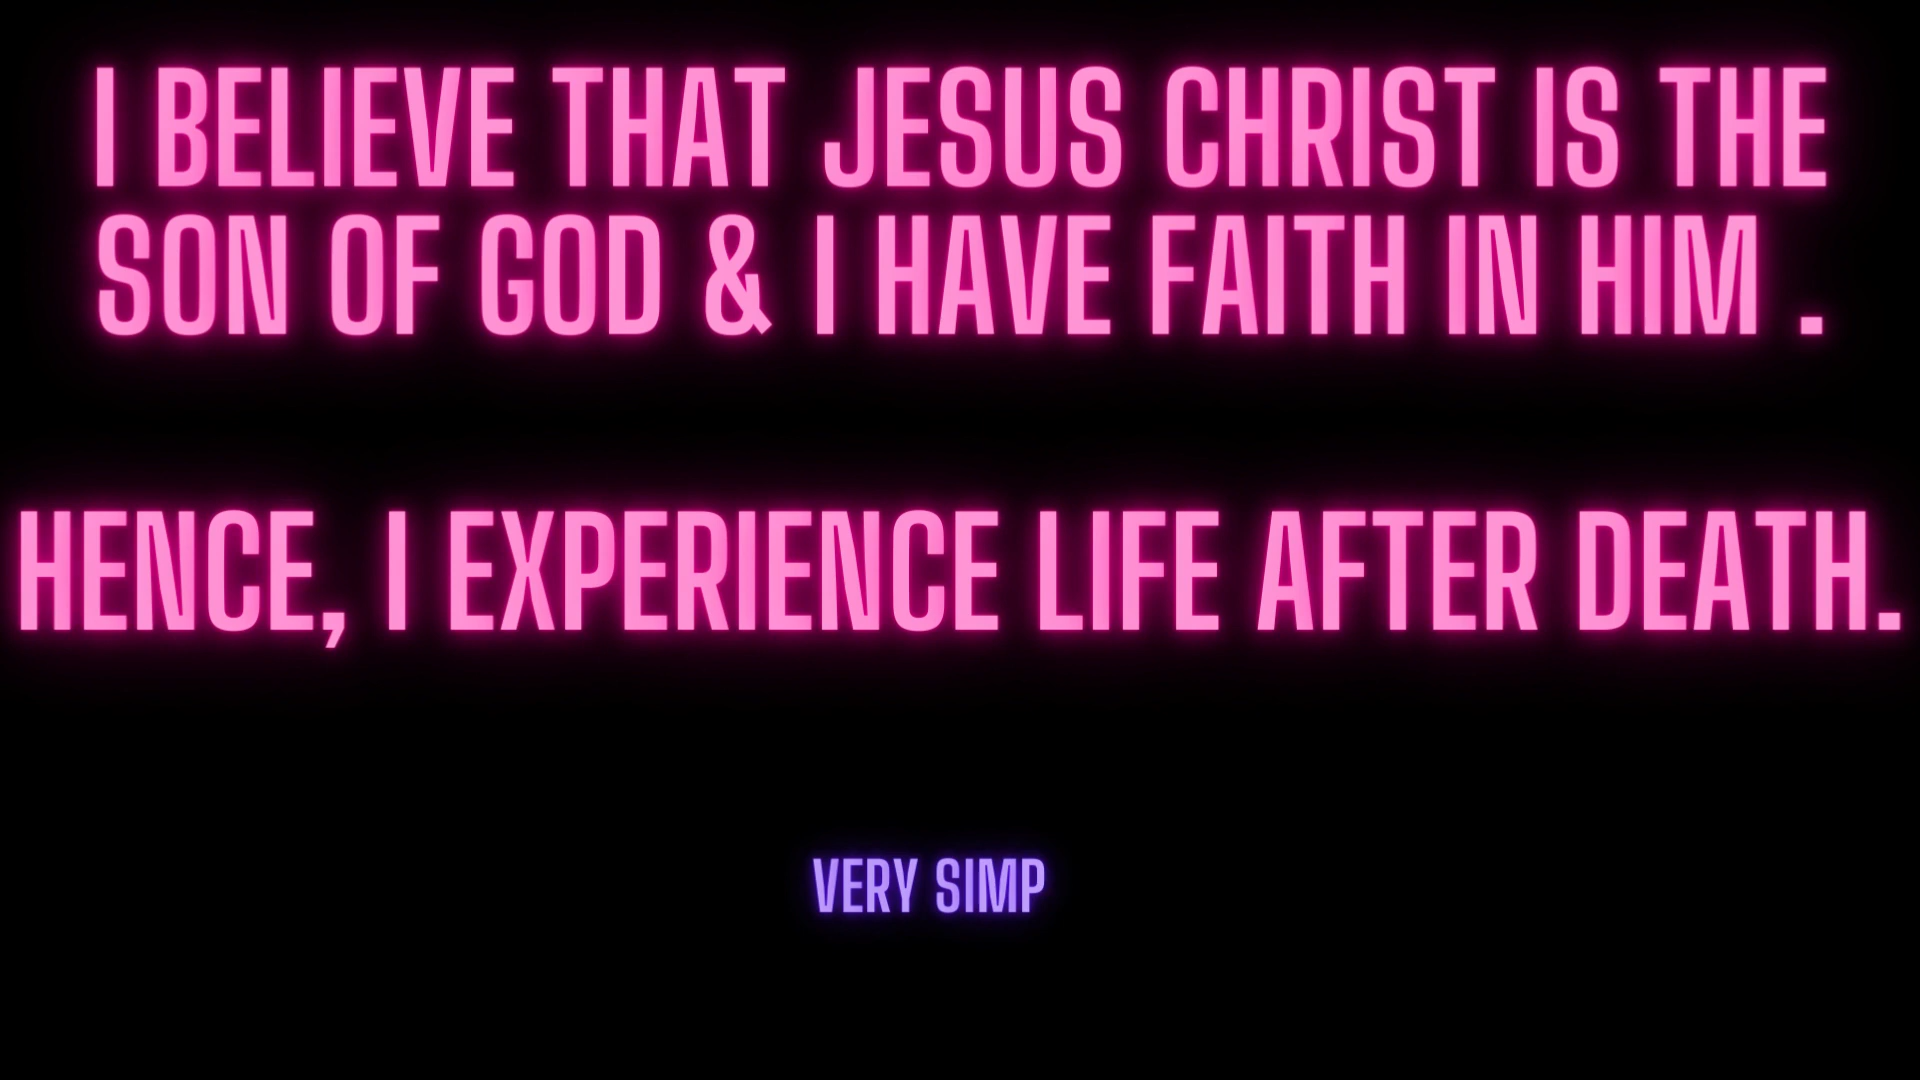 I BELIEVE THAT JESUS CHRIST IS THE
SON OF GOD & I HAVE FAITH IN HIM .
HENCE, I EXPERIENCE LIFE AFTER DEATH.
VERY SIMP